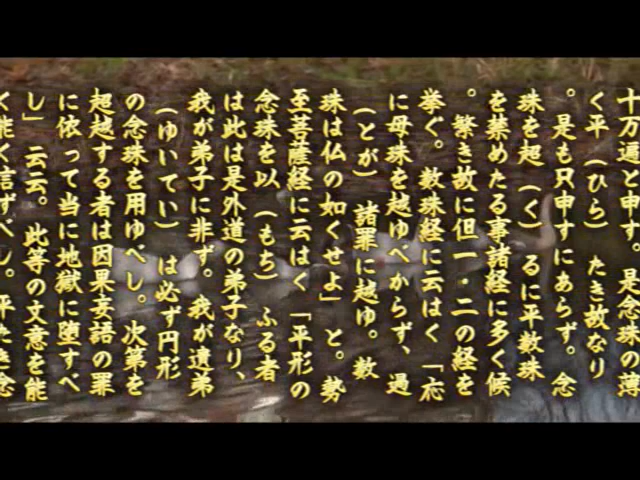 十万遍と申す 是念珠の薄
く平（ひら）たき故なり
。是も只申すにあらず。念
珠を超（く）るに平数珠
を禁めたる事諸経に多く候
。繁き故に但一・二の経を
挙ぐ。数珠経に云はく「応
に母珠を越ゆべからず、過
（とが）諸罪に越ゆ。数
珠は仏の如くせよ」と。勢
至菩薩経に云はく「平形の
念珠を以（もち）ふる者
は此は是外道の弟子なり、
我が弟子に非ず。我が遺弟
（ゆいてい）は必ず円形
の念珠を用ゆべし。次第を
超越する者は因果妄語の罪
に依って当に地獄に堕すべ
し」云云。此等の文意を能
く能く信ずべし。平たき念